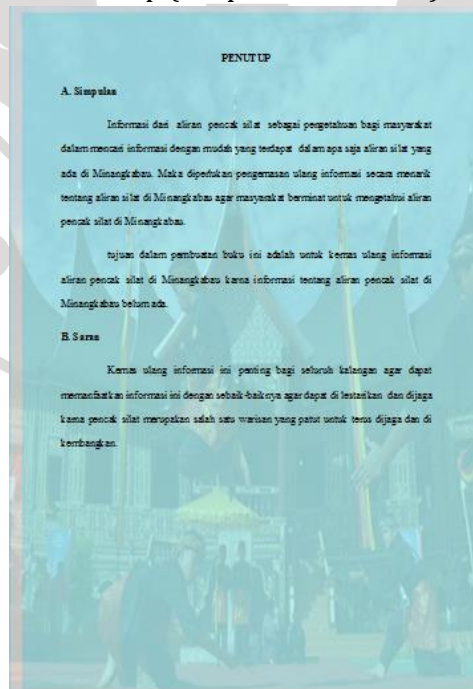 PENUTUP
A. Simpulan
Informasi dari aliran pencak silat sebagai pengetahuan bagi masyarakat
dalam mencari informasi dengan mudah yang terdapat dalam apa saja aliran silat yang
ada di Minangkabau. Maka diperlukan pengemasan ulang informasi secara menarik
tentang aliran silat di Minangkabau agar masyarakat berminat untuk mengetahui aliran
pencak silat di Minangkabau.
tujuan dalam pembuatan buku ini adalah untuk kemas ulang informasi
aliran pencak silat di Minangkabau karna informasi tentang aliran pencak silat di
Minangkabau belum ada.
B. Saran
Kemas ulang informasi ini penting bagi seluruh kalangan agar dapat
memanfaatkan informasi ini dengan sebaik-baiknya agar dapat di lestarikan dan dijaga
karna pencak silat merupakan salah satu warisan yang patut untuk terus dijaga dan di
kembangkan.